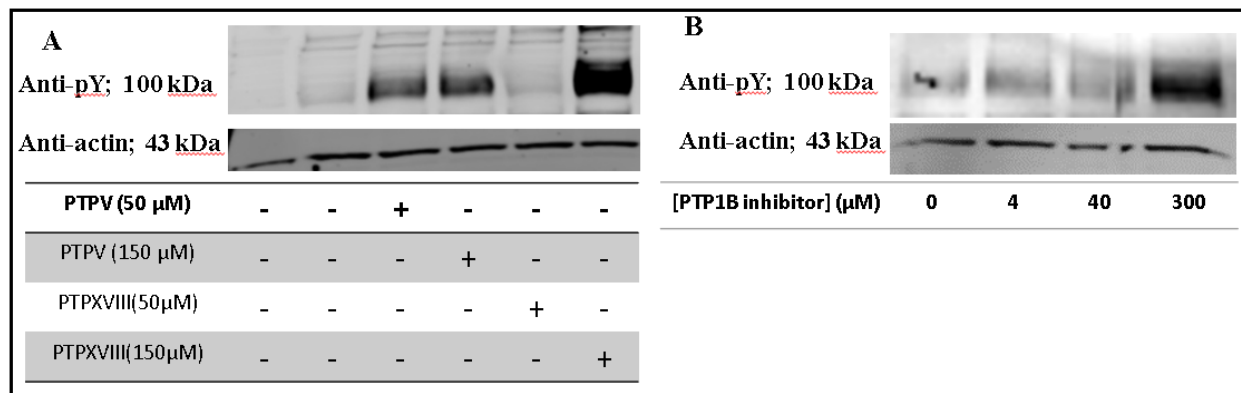 A
Anti-pY; 100 kDa
Anti-actin; 43 kDa
PTPV (50 µM) - - + - - -
PTPV (150 µM) - - - + - -
PTPXVIII(50µM) - - - - + -
PTPXVIII(150µM) - - - - - +
B
Anti-pY; 100 kDa
Anti-actin; 43 kDa
[PTP1B inhibitor] (µM) 0 4 40 300